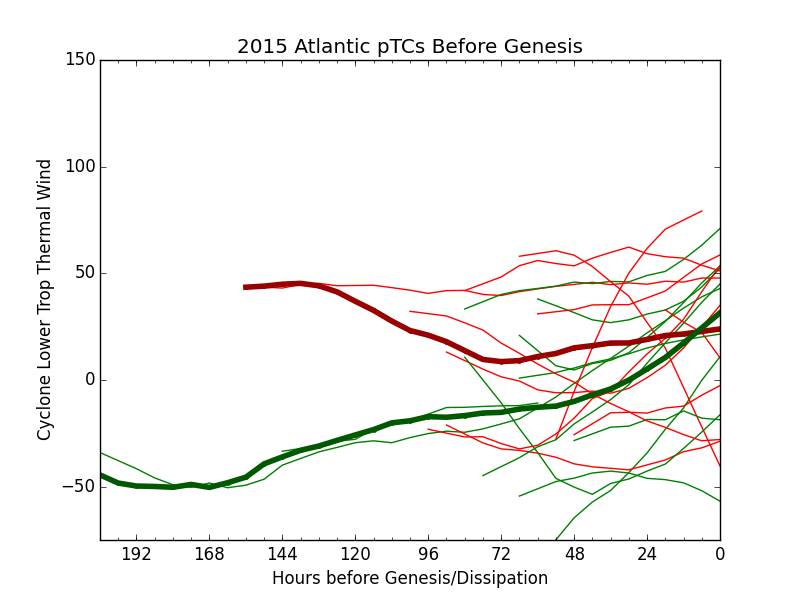 2015 Atlantic pTCs Before Genesis
Cyclone Lower Trop Thermal Wind
150
100
50
0
−50
192 168 144 120 96 72 48 24 0
Hours before Genesis/Dissipation